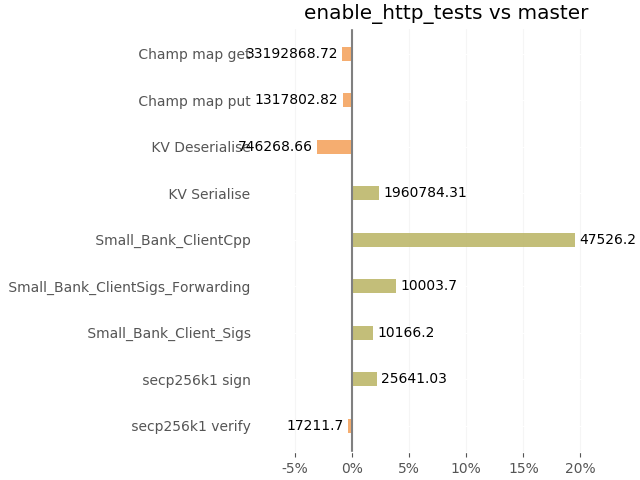 enable_http_tests vs master
Champ map get 33192868.72
Champ map put 1317802.82
KV Deserialise 746268.66
KV Serialise 1960784.31
Small_Bank_ClientCpp 47526.2
Small_Bank_ClientSigs_Forwarding 10003.7
Small_Bank_Client_Sigs 10166.2
secp256k1 sign 25641.03
secp256k1 verify 17211.7
-5% 0% 5% 10% 15% 20%